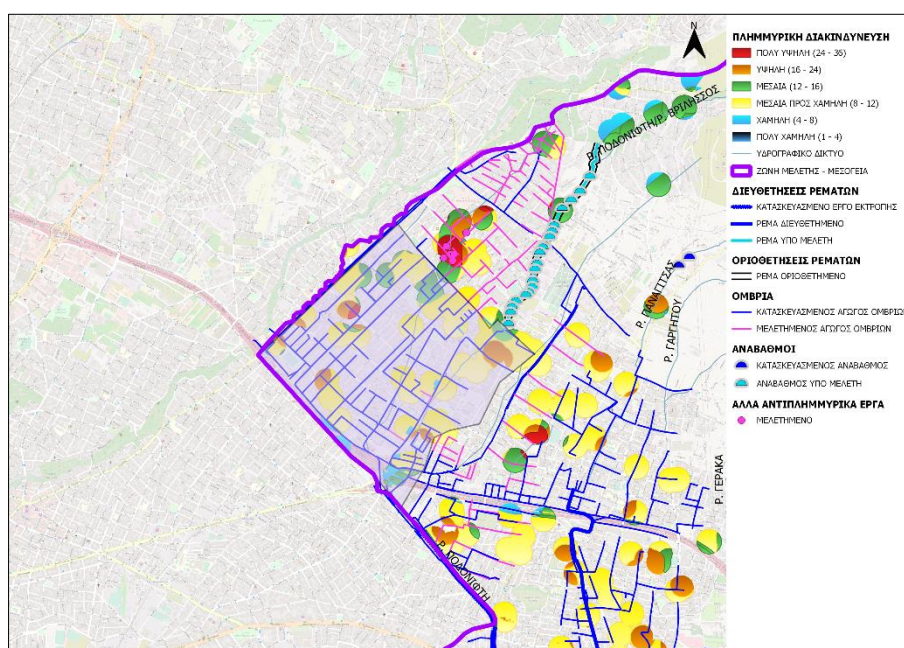 N
ΠΛΗΜΜΥΡΙΚΗ ΔΙΑΚΙΝΔΥΝΕΥΣΗ
ΠΟΛΥ ΥΨΗΛΗ (24 - 36)
ΥΨΗΛΗ (16 - 24)
ΜΕΣΑΙΑ (12 - 16)
ΜΕΣΑΙΑ ΠΡΟΣ ΧΑΜΗΛΗ (8 - 12)
ΧΑΜΗΛΗ (4 - 8)
ΠΟΛΥ ΧΑΜΗΛΗ (1 - 4)
ΥΔΡΟΓΡΑΦΙΚΟ ΔΙΚΤΥΟ
ΖΩΝΗ ΜΕΛΕΤΗΣ - ΜΕΣΟΓΕΙΑ
ΔΙΕΥΘΕΤΗΣΕΙΣ ΡΕΜΑΤΩΝ
ΚΑΤΑΣΚΕΥΑΣΜΕΝΟ ΕΡΓΟ ΕΚΤΡΟΠΗΣ
ΡΕΜΑ ΔΙΕΥΘΕΤΗΜΕΝΟ
ΡΕΜΑ ΥΠΟ ΜΕΛΕΤΗ
ΟΡΙΟΘΕΤΗΣΕΙΣ ΡΕΜΑΤΩΝ
ΡΕΜΑ ΟΡΙΟΘΕΤΗΜΕΝΟ
ΟΜΒΡΙΑ
ΚΑΤΑΣΚΕΥΑΣΜΕΝΟΣ ΑΓΩΓΟΣ ΟΜΒΡΙΩΝ
ΜΕΛΕΤΗΜΕΝΟΣ ΑΓΩΓΟΣ ΟΜΒΡΙΩΝ
ΑΝΑΒΑΘΜΟΙ
ΚΑΤΑΣΚΕΥΑΣΜΕΝΟΣ ΑΝΑΒΑΘΜΟΣ
ΑΝΑΒΑΘΜΟΣ ΥΠΟ ΜΕΛΕΤΗ
ΑΛΛΑ ΑΝΤΙΠΛΗΜΜΥΡΙΚΑ ΕΡΓΑ
ΜΕΛΕΤΗΜΕΝΟ
Ρ. ΠΟΔΟΝΙΦΤΗ/Ρ. ΒΡΙΛΗΣΣΟΣ
Ρ. ΠΑΝΑΓΙΤΣΑΣ
Ρ. ΓΑΡΓΗΤΟΥ
Ρ. ΓΕΡΑΚΑ
Ρ. ΠΟΔΟΝΙΦΤΗ